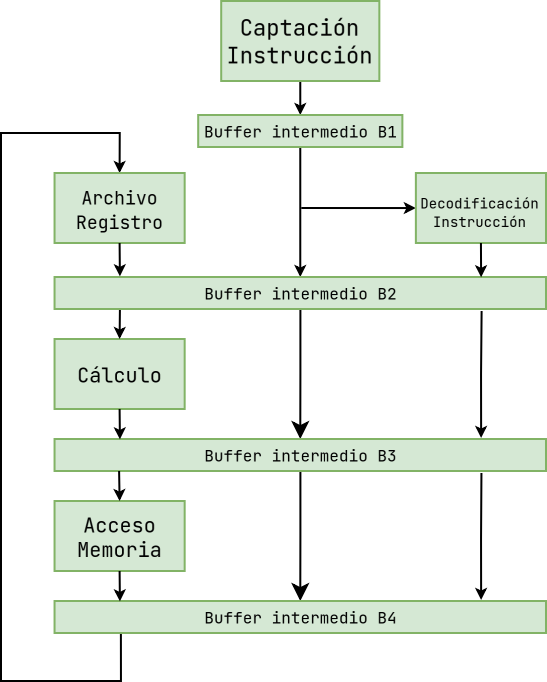 Captación
Instrucción
Buffer intermedio B1
Archivo
Registro
Decodificación
Instrucción
Buffer intermedio B2
Cálculo
Buffer intermedio B3
Acceso
Memoria
Buffer intermedio B4